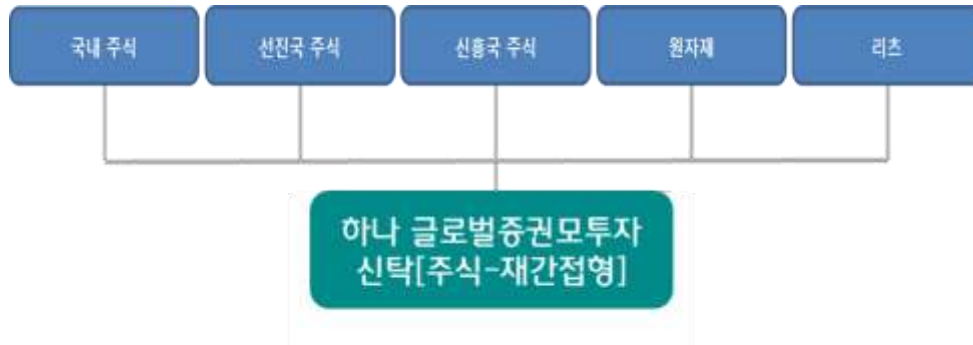 국내 주식
선진국 주식
신흥국 주식
원자재
리츠
하나 글로벌증권모투자
신탁[주식-재간접형]